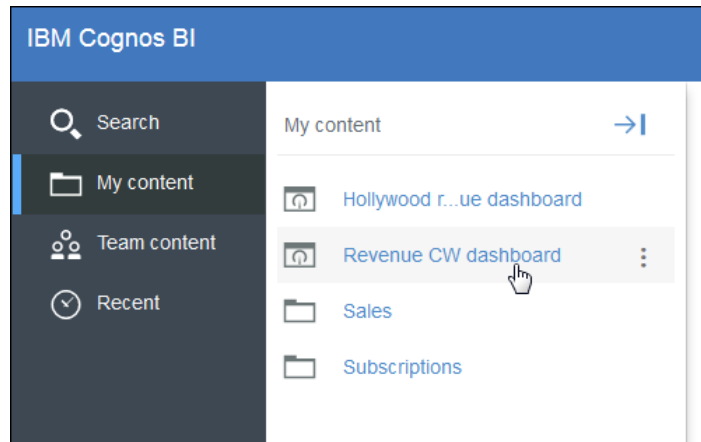 IBM Cognos BI
Search
My content
Team content
Recent
My content
Hollywood r...ue dashboard
Revenue CW dashboard
Sales
Subscriptions